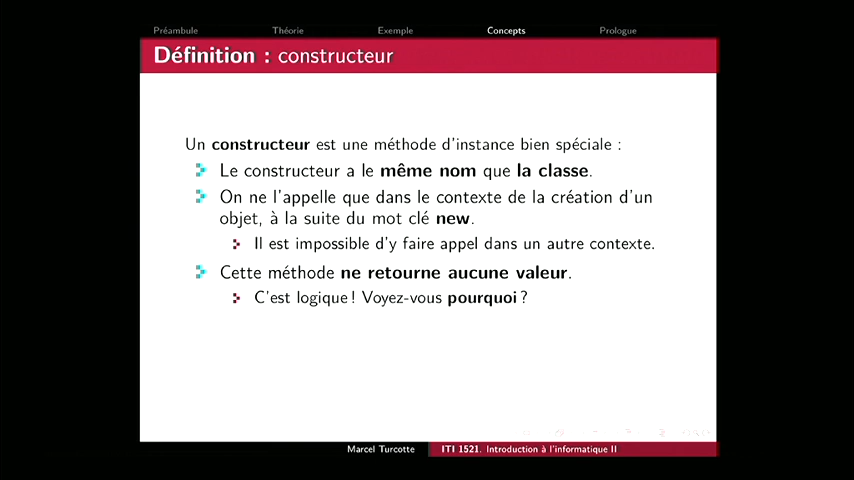 Préambule Théorie Exemple Concepts Prologue
Définition : constructeur
Un constructeur est une méthode d'instance bien spéciale :
Le constructeur a le même nom que la classe.
On ne l'appelle que dans le contexte de la création d'un
objet, à la suite du mot clé new.
Il est impossible d'y faire appel dans un autre contexte.
Cette méthode ne retourne aucune valeur.
C'est logique ! Voyez-vous pourquoi ?
Marcel Turcotte ITI 1521. Introduction à l'informatique II